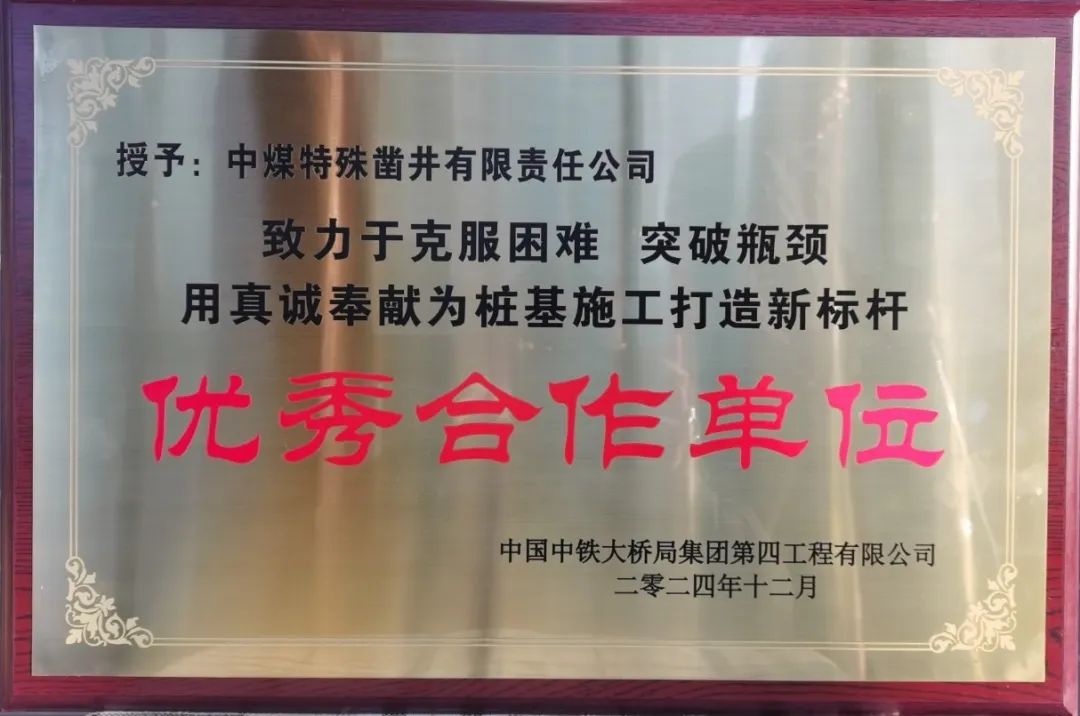 授予：中煤特殊凿井有限责任公司
致力于克服困难 突破瓶颈
用真诚奉献为桩基施工打造新标杆
优秀合作单位
中国中铁大桥局集团第四工程有限公司
二零二四年十二月